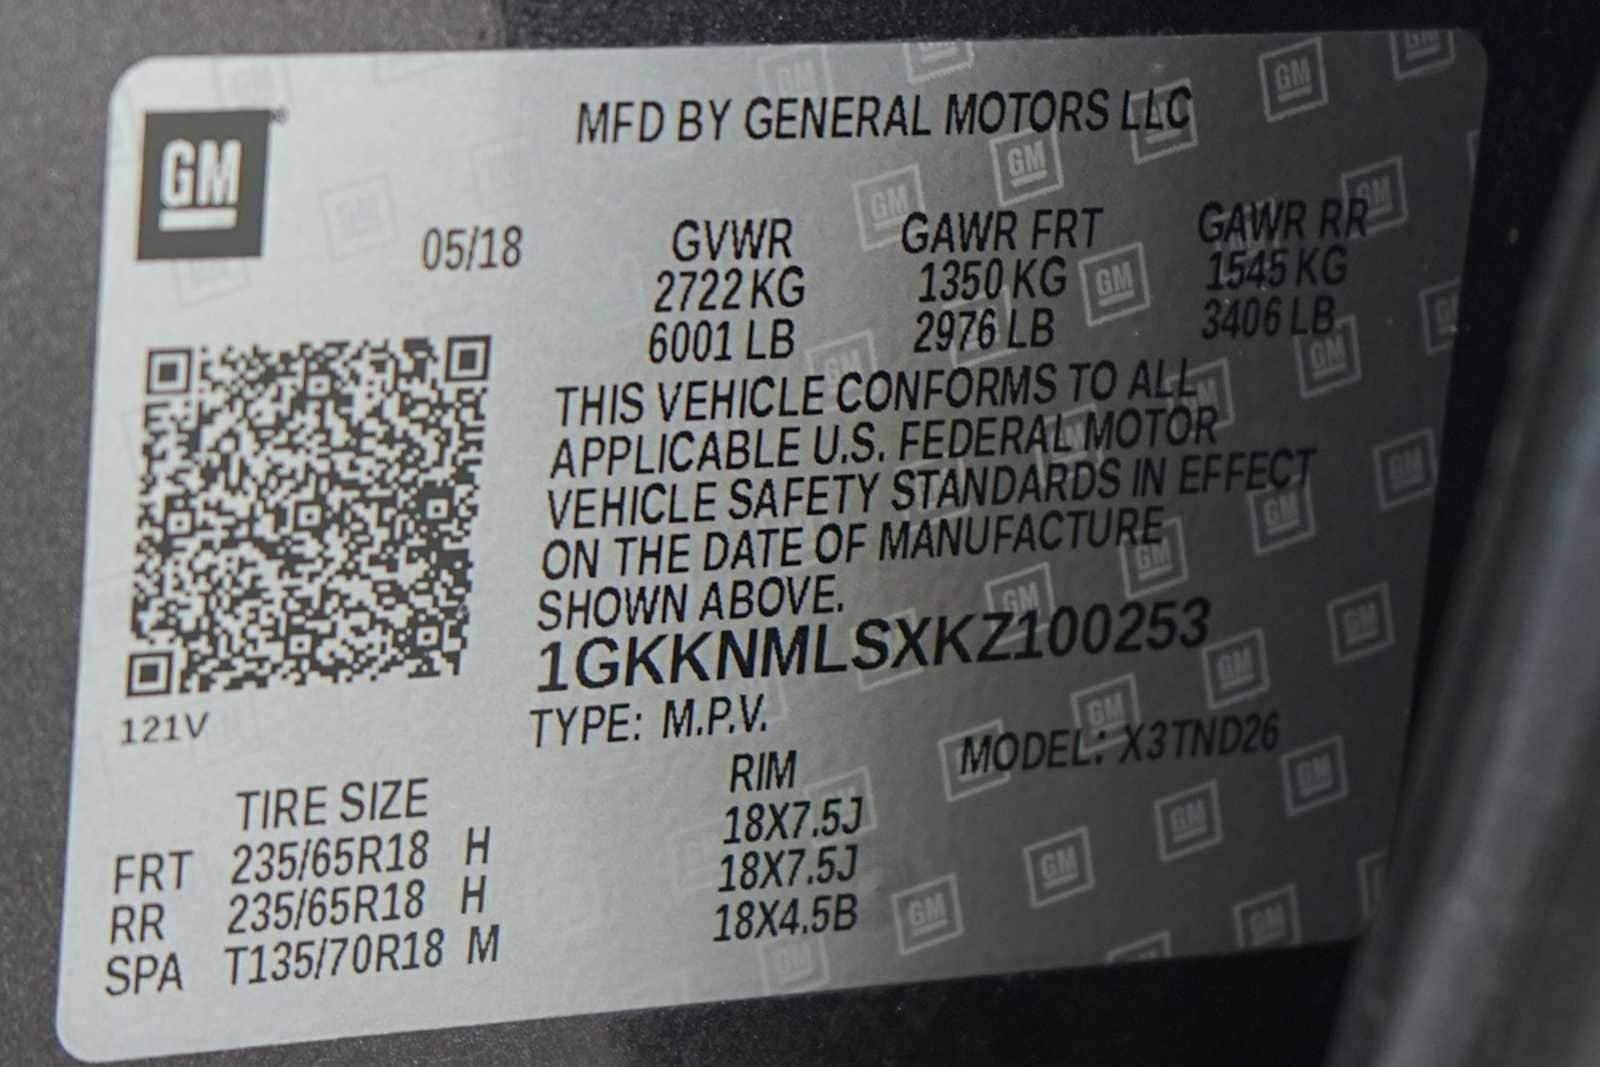 GM
MFD BY GENERAL MOTORS LLC
05/18 GVWR GAWR FRT GAWR RR
2722KG 1350 KG 1545 KG
6001 LB 2976 LB 3406 LB
THIS VEHICLE CONFORMS TO ALL
APPLICABLE U.S. FEDERAL MOTOR
VEHICLE SAFETY STANDARDS IN EFFECT
ON THE DATE OF MANUFACTURE
SHOWN ABOVE.
1GKKNMLSXKZ100253
121V
TYPE: M.P.V. MODEL: X3TND26
TIRE SIZE RIM
FRT 235/65R18 H 18X7.5J
RR 235/65R18 H 18X7.5J
SPA T135/70R18 M 18X4.5B